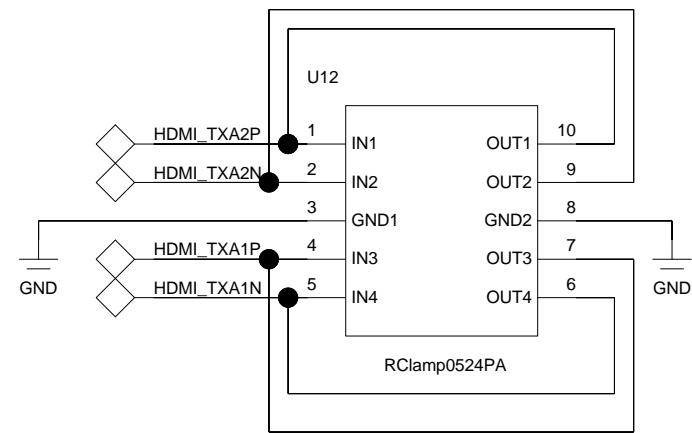 U12
HDMI_TXA2P 1 IN1 OUT1 10
HDMI_TXA2N 2 IN2 OUT2 9
3 GND1 GND2 8
HDMI_TXA1P 4 IN3 OUT3 7
HDMI_TXA1N 5 IN4 OUT4 6
GND GND
RClamp0524PA